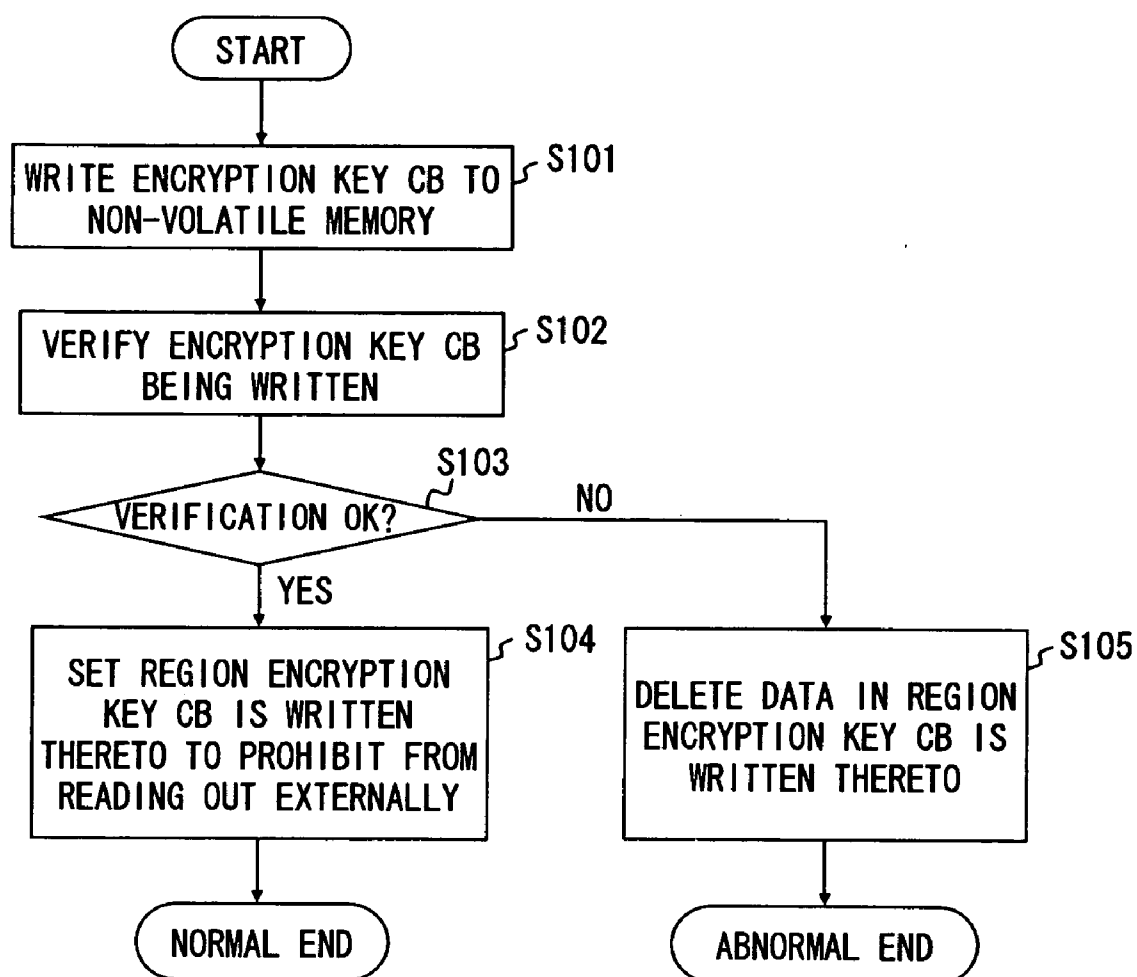 START
S101
WRITE ENCRYPTION KEY CB TO
NON-VOLATILE MEMORY
S102
VERIFY ENCRYPTION KEY CB
BEING WRITTEN
S103
VERIFICATION OK?
NO
YES
S104
SET REGION ENCRYPTION
KEY CB IS WRITTEN
THERETO TO PROHIBIT FROM
READING OUT EXTERNALLY
S105
DELETE DATA IN REGION
ENCRYPTION KEY CB IS
WRITTEN THERETO
NORMAL END
ABNORMAL END